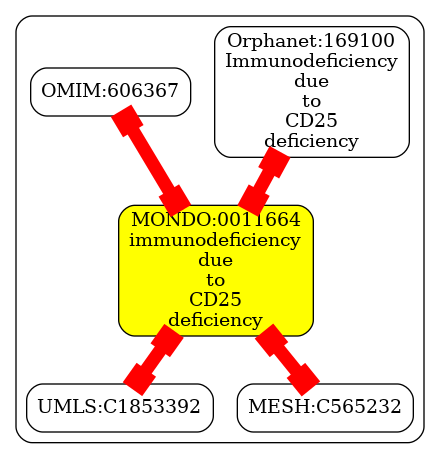 Orphanet:169100
Immunodeficiency
due
to
CD25
deficiency
OMIM:606367
MONDO:0011664
immunodeficiency
due
to
CD25
deficiency
UMLS:C1853392
MESH:C565232